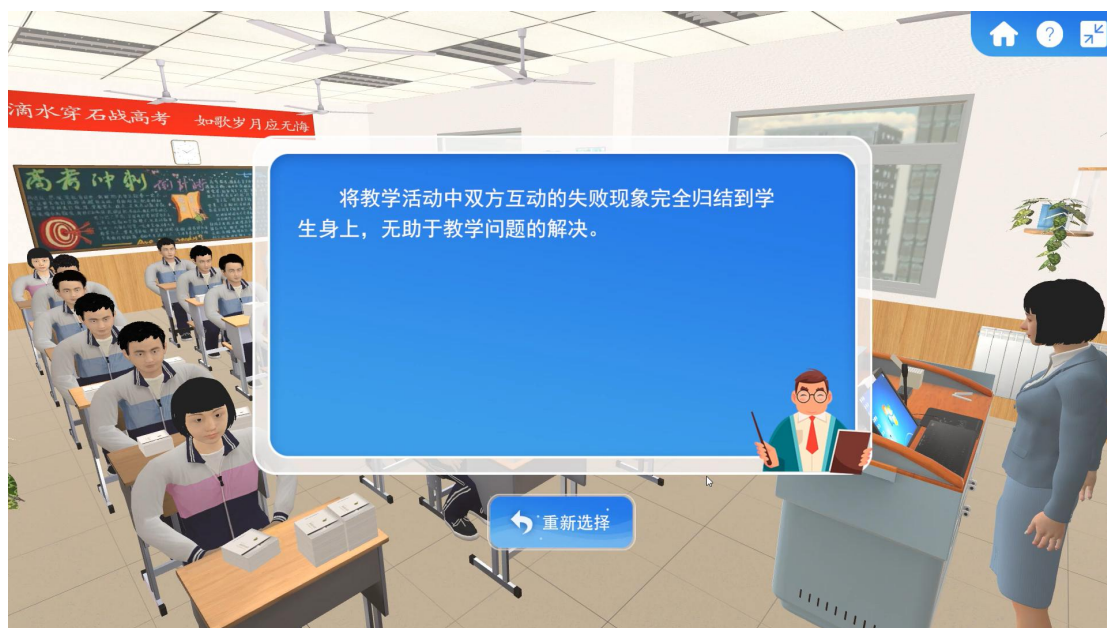 滴水穿石战高考 如歌岁月应无悔
高考冲刺
?
将教学活动中双方互动的失败现象完全归结到学
生身上，无助于教学问题的解决。
重新选择